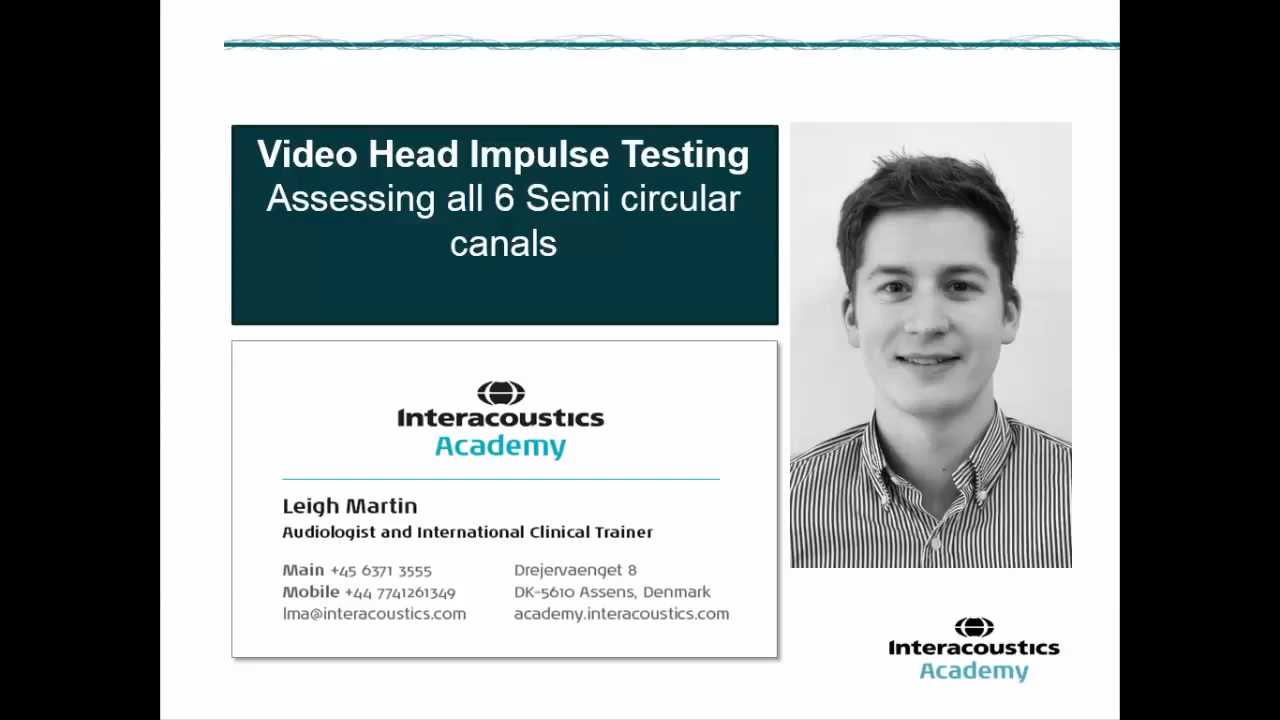 Video Head Impulse Testing
Assessing all 6 Semi circular
canals
Interacoustics
Academy
Leigh Martin
Audiologist and International Clinical Trainer
Main +45 6371 3555
Mobile +44 7741261349
lma@interacoustics.com
Drejervaenget 8
DK-5610 Assens, Denmark
academy.interacoustics.com
Interacoustics
Academy